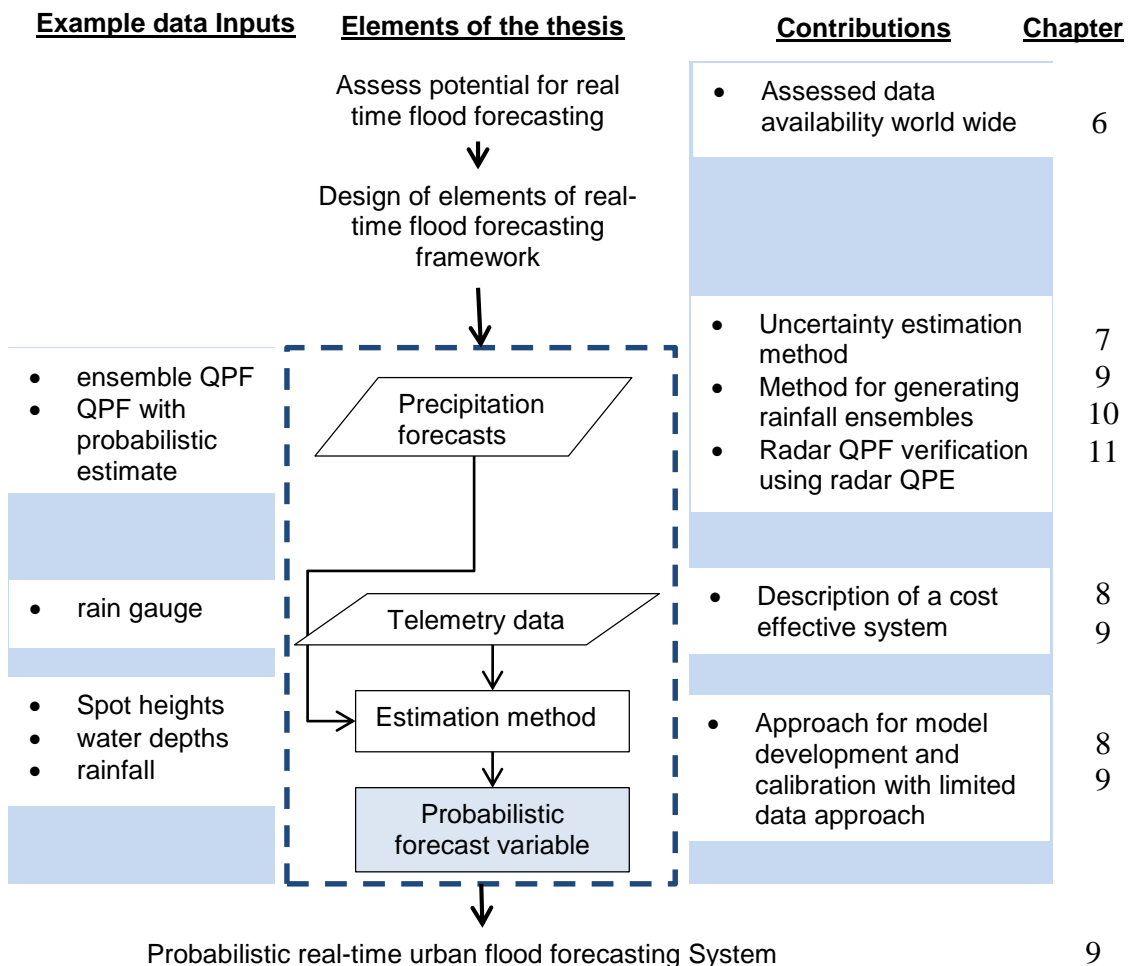 Example data Inputs
Elements of the thesis
Contributions
Chapter
Assess potential for real
time flood forecasting
• Assessed data
availability world wide
6
Design of elements of real-
time flood forecasting
framework
• ensemble QPF
• QPF with
probabilistic
estimate
Precipitation
forecasts
• Uncertainty estimation
method
• Method for generating
rainfall ensembles
• Radar QPF verification
using radar QPE
7
9
10
11
• rain gauge
Telemetry data
• Description of a cost
effective system
8
9
• Spot heights
• water depths
• rainfall
Estimation method
• Approach for model
development and
calibration with limited
data approach
8
9
Probabilistic
forecast variable
Probabilistic real-time urban flood forecasting System
9